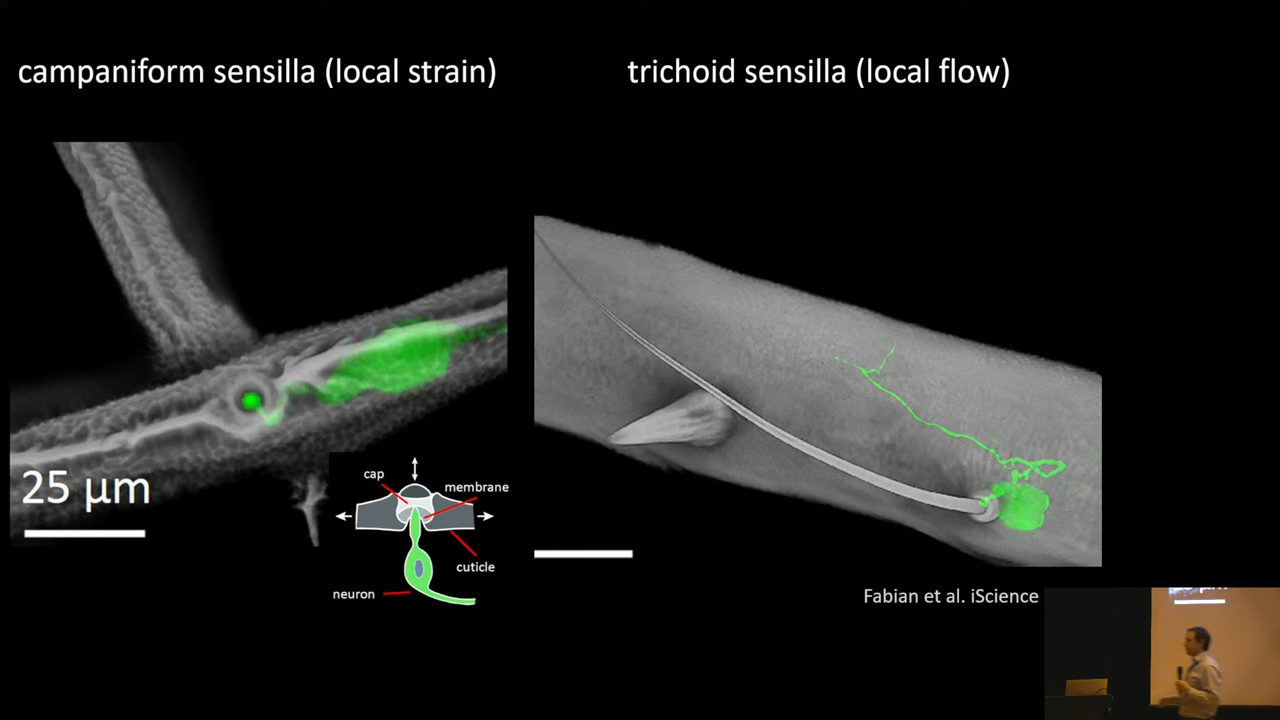 campaniform sensilla (local strain)
trichoid sensilla (local flow)
25 μm
cap
membrane
cuticle
neuron
Fabian et al. iScience